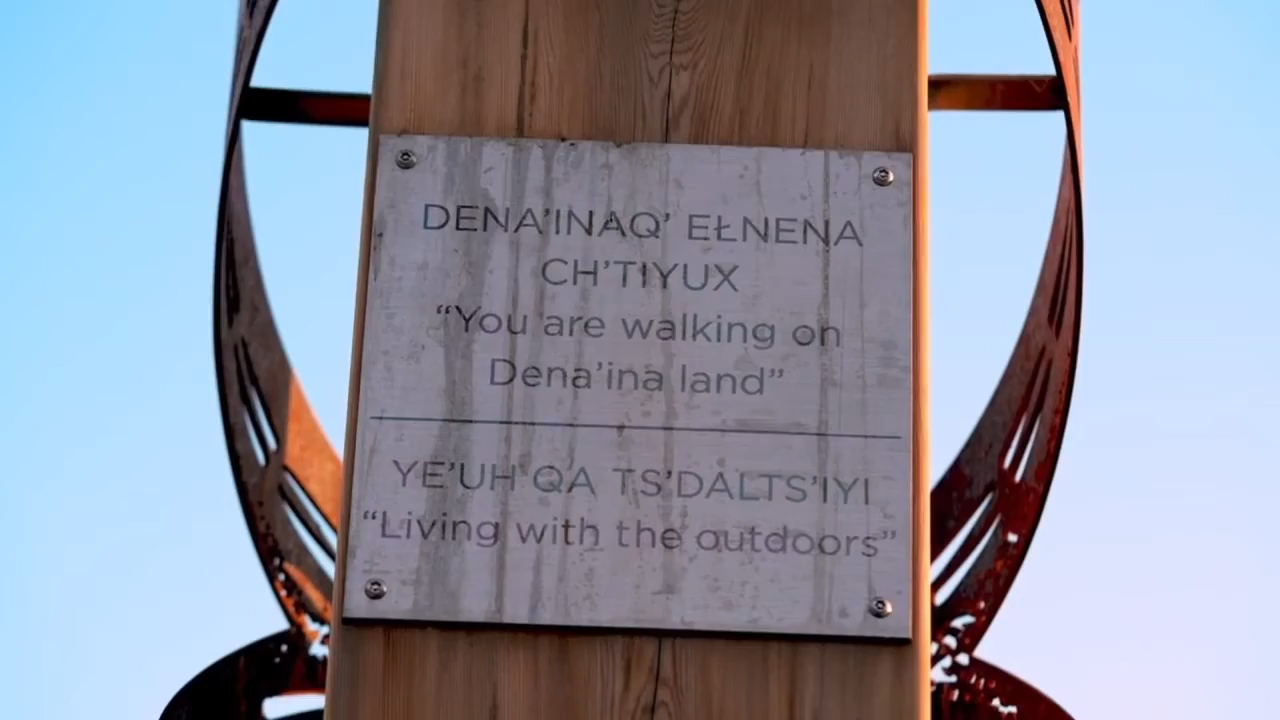 DENA’INAQ’ EŁNENA
CH’TIYUX
“You are walking on
Dena’ina land”
YE’UH QA TS’DALTS’IYI
“Living with the outdoors”